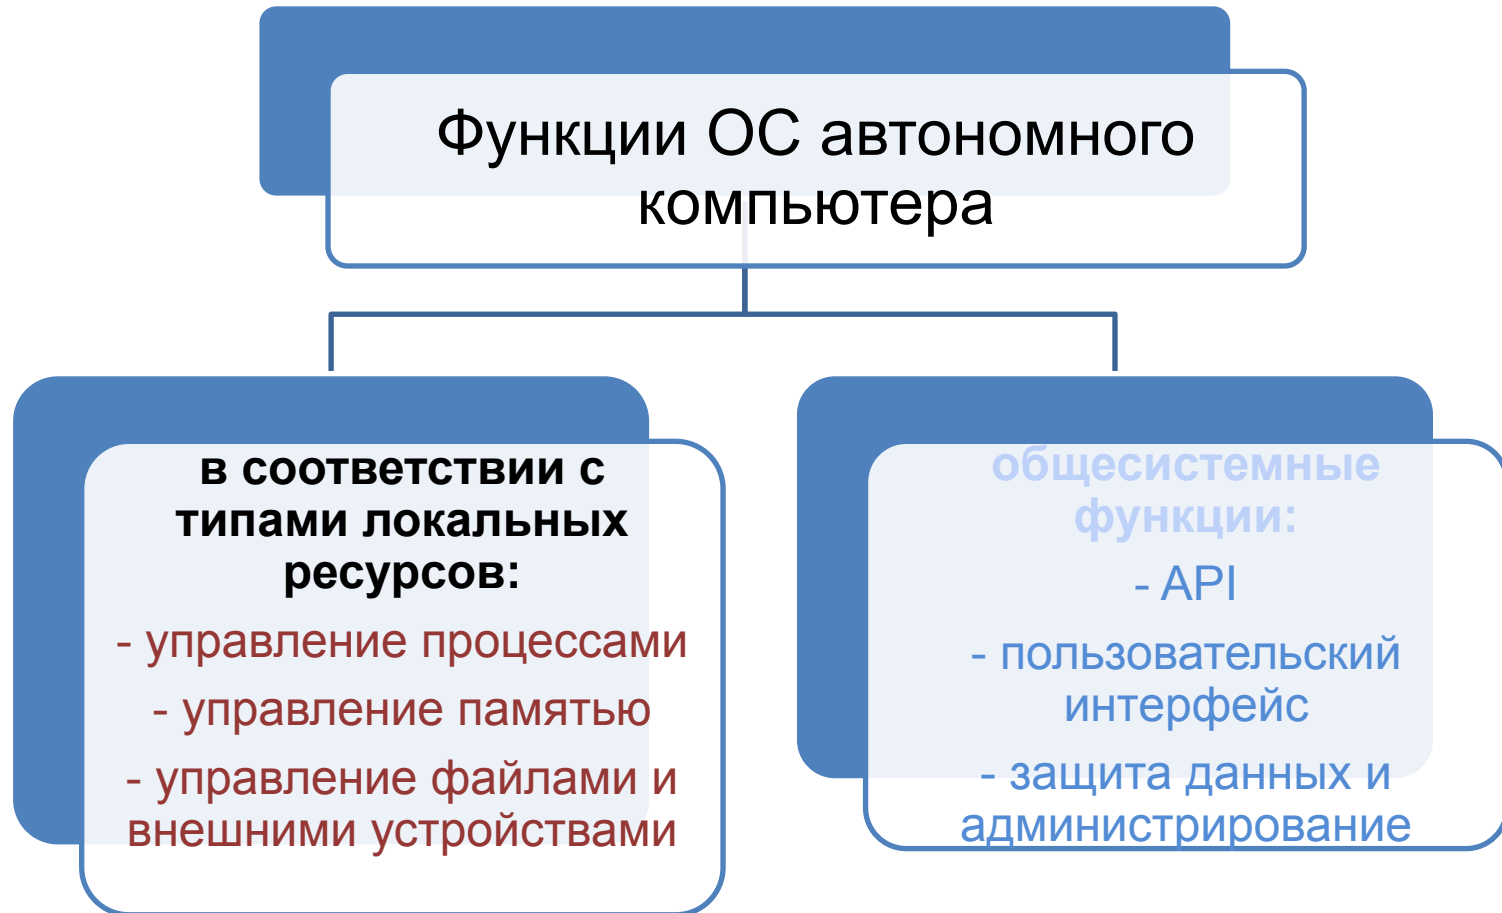 Функции ОС автономного
компьютера
в соответствии с
типами локальных
ресурсов:
- управление процессами
- управление памятью
- управление файлами и
внешними устройствами
общесистемные
функции:
- API
- пользовательский
интерфейс
- защита данных и
администрирование